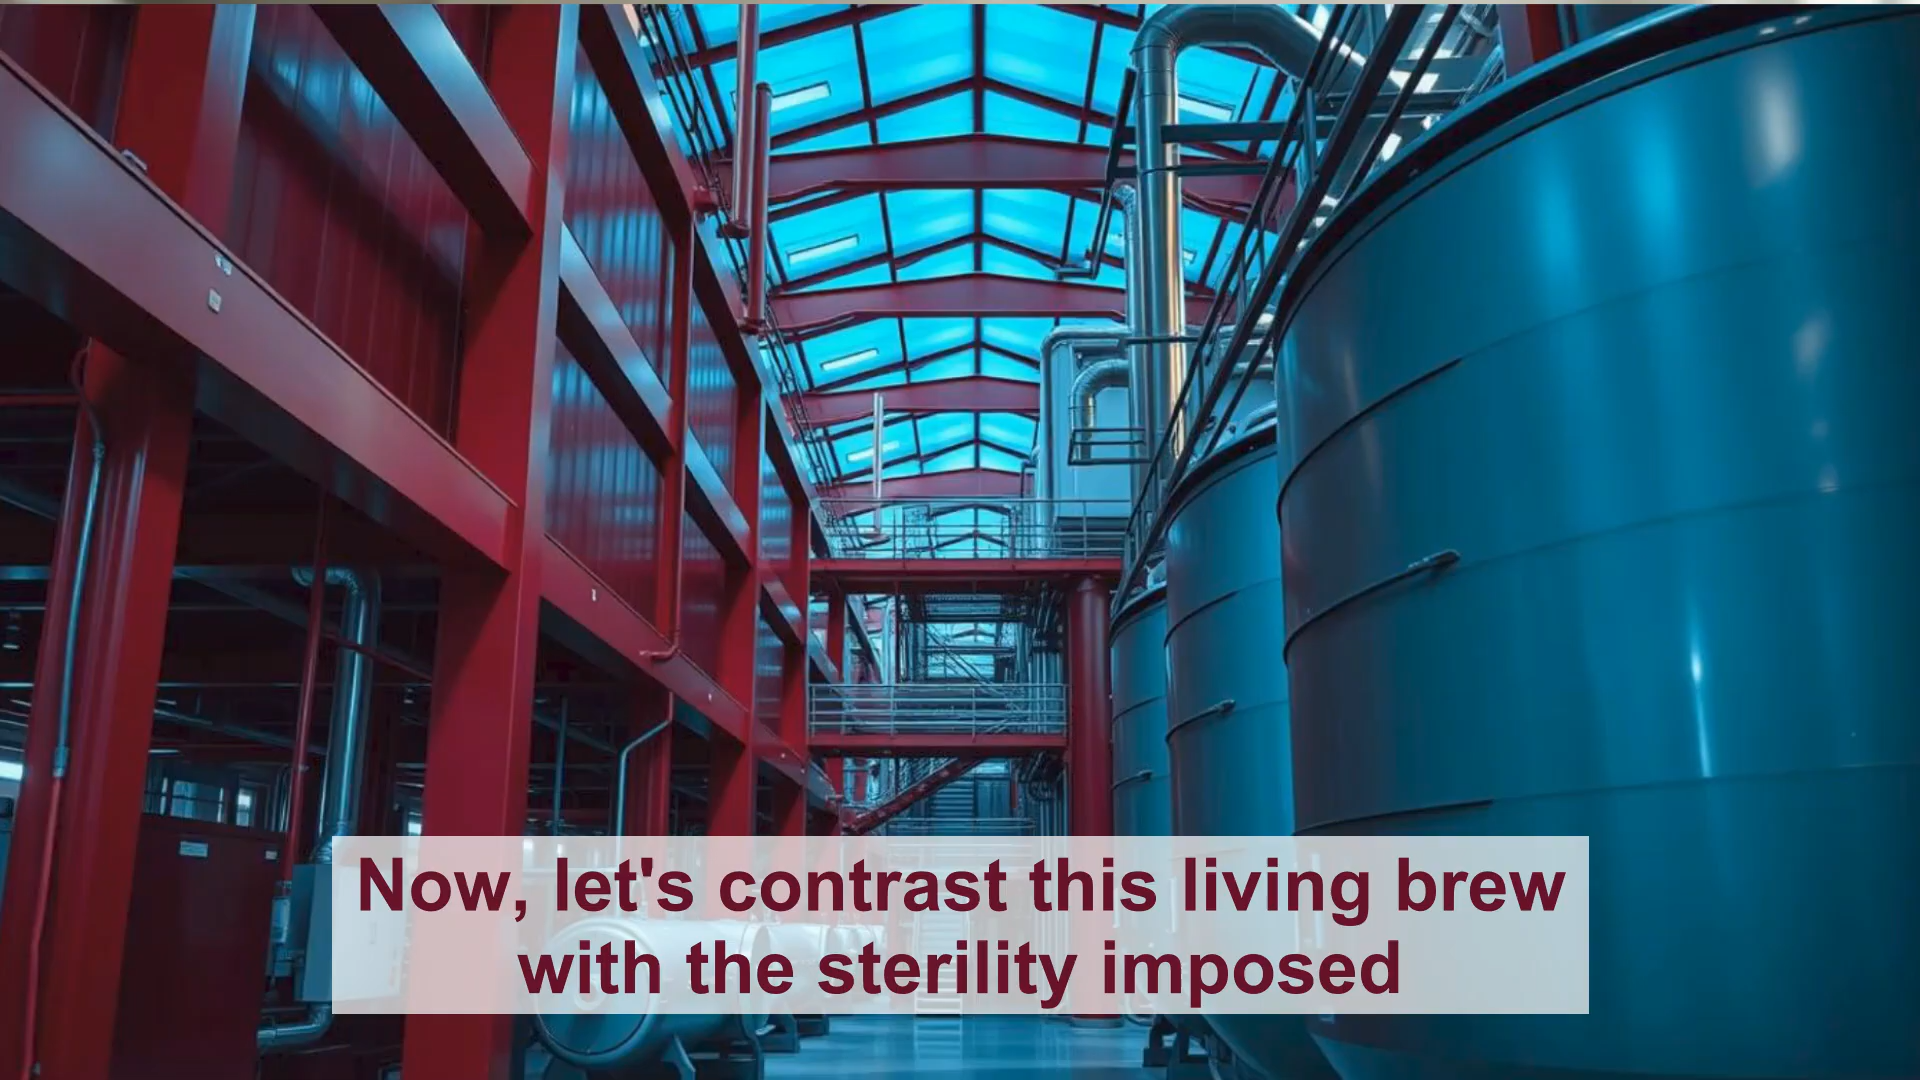 Now, let's contrast this living brew
with the sterility imposed